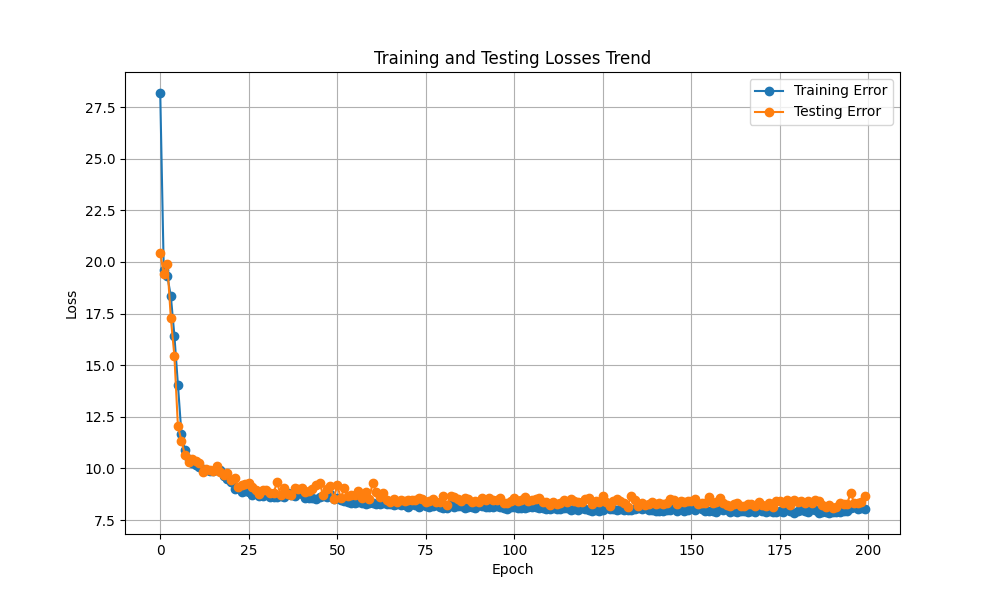 Training and Testing Losses Trend
Training Error
Testing Error
Loss
27.5
25.0
22.5
20.0
17.5
15.0
12.5
10.0
7.5
0 25 50 75 100 125 150 175 200
Epoch